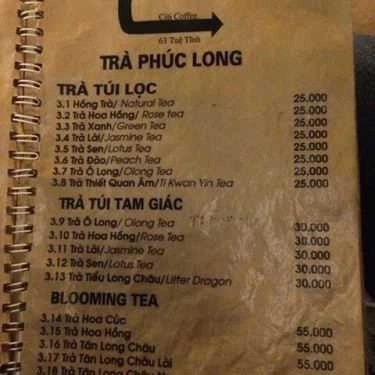 Cin Coffee
63 Tuệ Tĩnh
TRÀ PHÚC LONG
TRÀ TÚI LỌC
3.1 Hồng Trà/Natural Tea 25.000
3.2 Trà Hoa Hồng/ Rose tea 25.000
3.3 Trà Xanh/Green Tea 25.000
3.4 Trà Lài/Jasmine Tea 25.000
3.5 Trà Sen/Lotus Tea 25.000
3.6 Trà Đào/Peach Tea 25.000
3.7 Trà Ô Long/Olong Tea 25.000
3.8 Trà Thiết Quan Âm/Ti Kwan Yin Tea 25.000
TRÀ TÚI TAM GIÁC
3.9 Trà Ô Long/ Olong Tea 30.000
3.10 Trà Hoa Hồng/Rose Tea 30.000
3.11 Trà Lài/Jasmine Tea 30.000
3.12 Trà Sen/Lotus Tea 30.000
3.13 Trà Tiểu Long Châu/Litter Dragon 30.000
BLOOMING TEA
3.14 Trà Hoa Cúc
3.15 Trà Hoa Hồng 55.000
3.16 Trà Tân Long Châu 55.000
3.17 Trà Tân Long Châu Lài 55.000
3.18 Trà Tân Long Châu